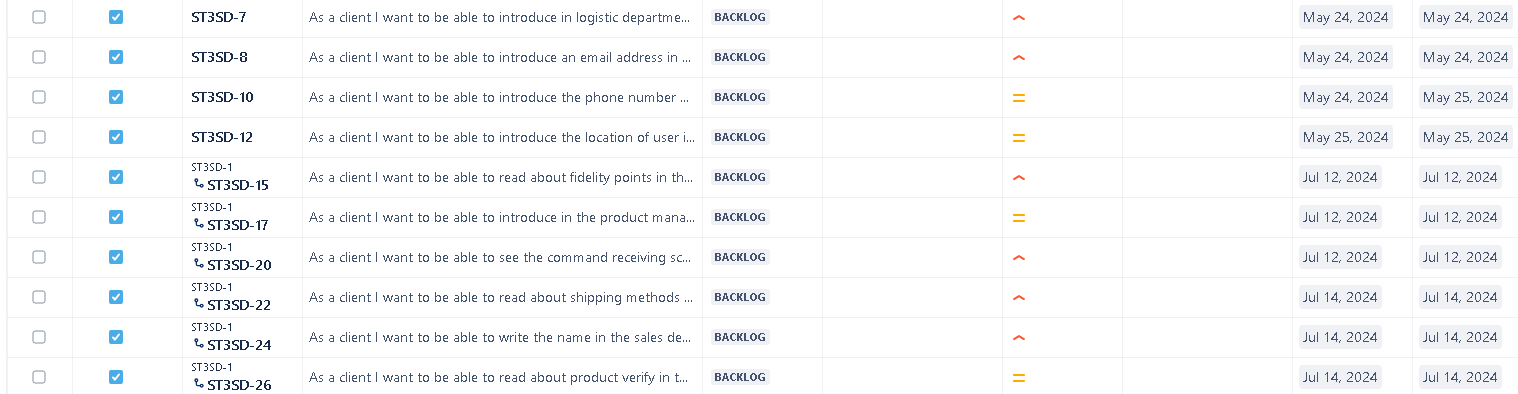 ST3SD-7 As a client I want to be able to introduce in logistic departme... BACKLOG May 24, 2024 May 24, 2024
ST3SD-8 As a client I want to be able to introduce an email address in ... BACKLOG May 24, 2024 May 24, 2024
ST3SD-10 As a client I want to be able to introduce the phone number ... BACKLOG May 24, 2024 May 25, 2024
ST3SD-12 As a client I want to be able to introduce the location of user i... BACKLOG May 25, 2024 May 25, 2024
ST3SD-1
ST3SD-15 As a client I want to be able to read about fidelity points in th... BACKLOG Jul 12, 2024 Jul 12, 2024
ST3SD-1
ST3SD-17 As a client I want to be able to introduce in the product mana... BACKLOG Jul 12, 2024 Jul 12, 2024
ST3SD-1
ST3SD-20 As a client I want to be able to see the command receiving sc... BACKLOG Jul 12, 2024 Jul 12, 2024
ST3SD-1
ST3SD-22 As a client I want to be able to read about shipping methods ... BACKLOG Jul 14, 2024 Jul 14, 2024
ST3SD-1
ST3SD-24 As a client I want to be able to write the name in the sales de... BACKLOG Jul 14, 2024 Jul 14, 2024
ST3SD-1
ST3SD-26 As a client I want to be able to read about product verify in t... BACKLOG Jul 14, 2024 Jul 14, 2024